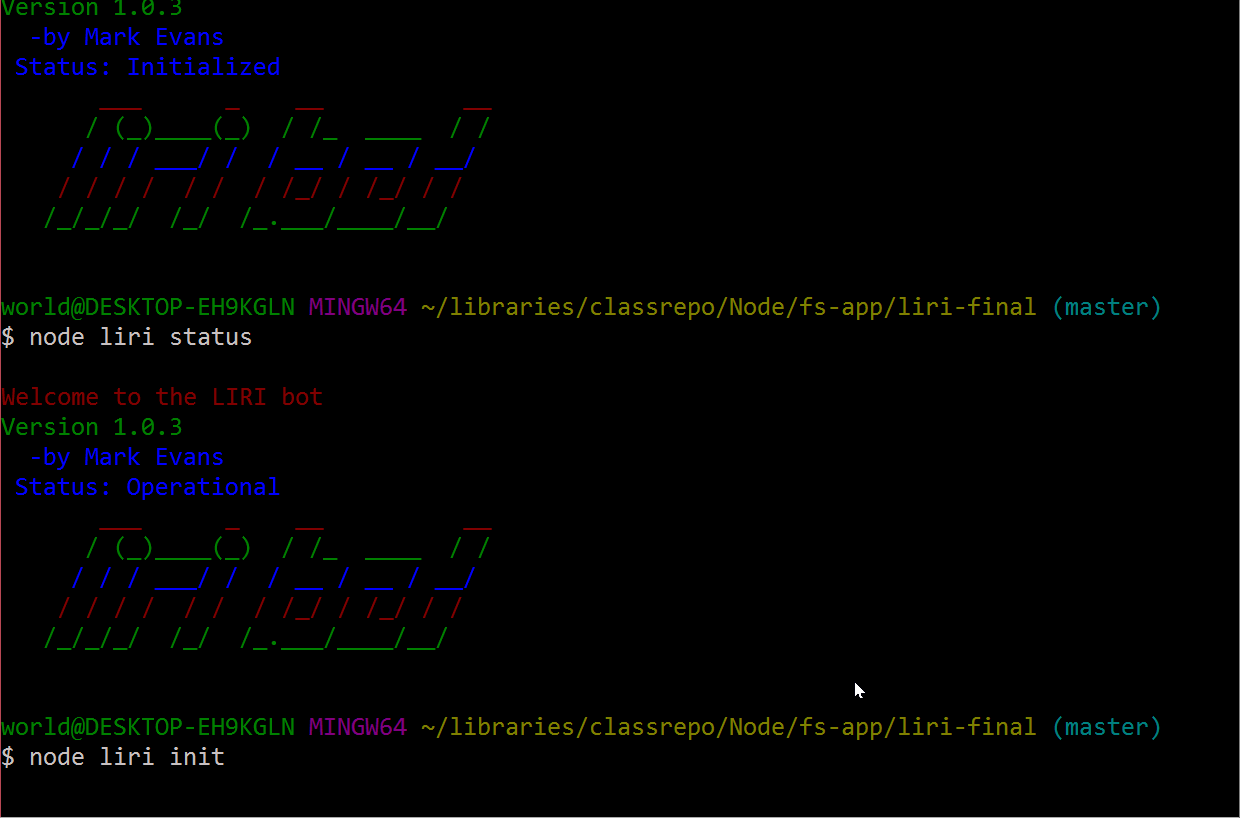 Version 1.0.3
  -by Mark Evans
 Status: Initialized
       ___      _    __          __
      / (_)____(_)  / /_  ____  / /
     / / / ___/ /  / __ / __ / __/
    / / / /  / /  / /_/ / /_/ / /
   /_/_/_/  /_/  /_.___/____/__/
world@DESKTOP-EH9KGLN MINGW64 ~/libraries/classrepo/Node/fs-app/liri-final (master)
$ node liri status
Welcome to the LIRI bot
Version 1.0.3
  -by Mark Evans
 Status: Operational
       ___      _    __          __
      / (_)____(_)  / /_  ____  / /
     / / / ___/ /  / __ / __ / __/
    / / / /  / /  / /_/ / /_/ / /
   /_/_/_/  /_/  /_.___/____/__/
world@DESKTOP-EH9KGLN MINGW64 ~/libraries/classrepo/Node/fs-app/liri-final (master)
$ node liri init